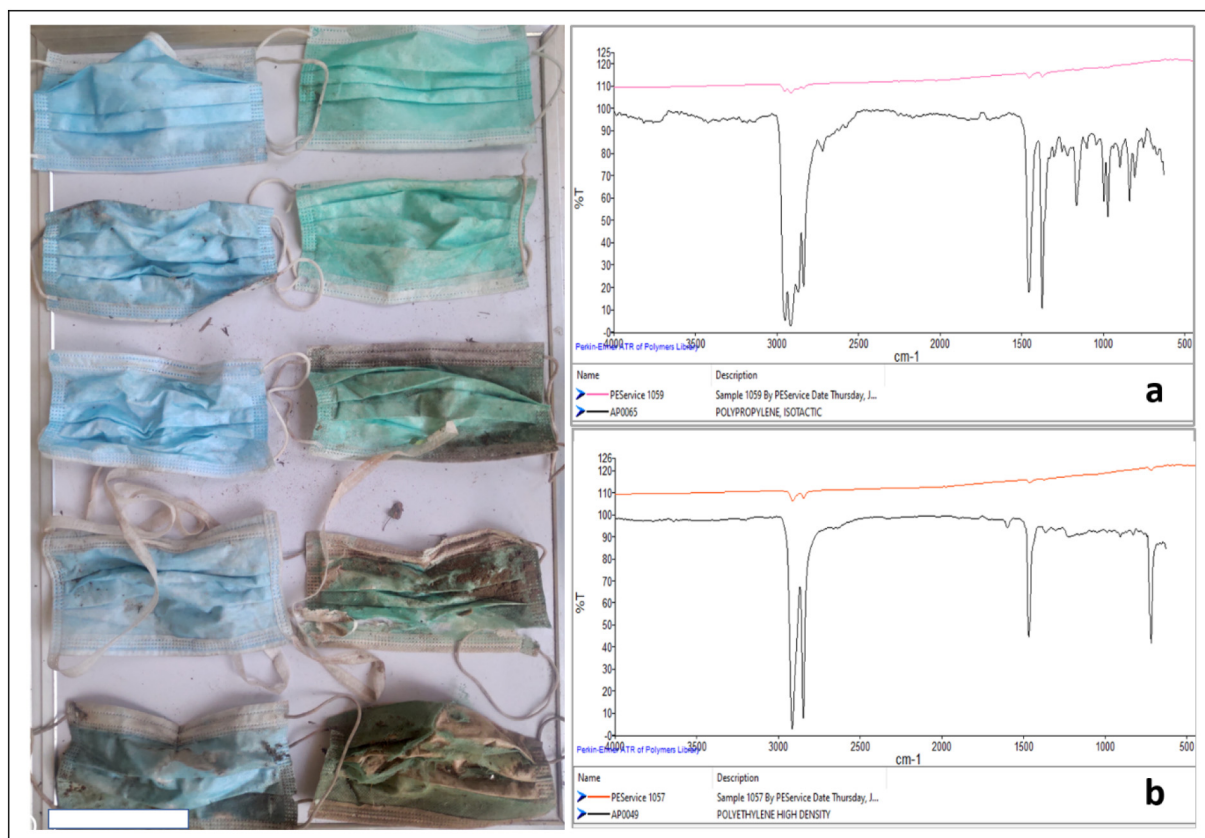 125
120
110
100
90
80
70
60
50
40
30
20
10
0
%T
4000 3500 3000 2500 2000 1500 1000 500
cm-1
Perkin-Elmer ATR of Polymers Library
Name Description
PEService 1059 Sample 1059 By PEService Date Thursday, J...
AP0065 POLYPROPYLENE, ISOTACTIC
a
126
120
110
100
90
80
70
60
50
40
30
20
10
0
%T
4000 3500 3000 2500 2000 1500 1000 500
cm-1
Perkin-Elmer ATR of Polymers Library
Name Description
PEService 1057 Sample 1057 By PEService Date Thursday, J...
AP0049 POLYETHYLENE HIGH DENSITY
b